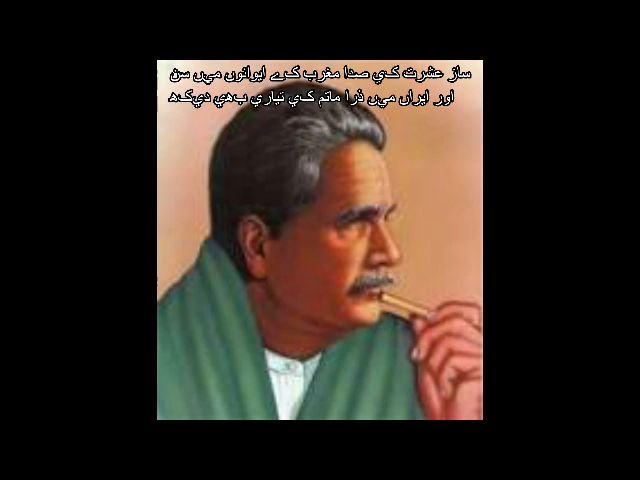 ساز عشرت کي صدا مغرب کے ايوانوں ميں سن
اور ايراں ميں ذرا ماتم کي تياري بھي ديکھ